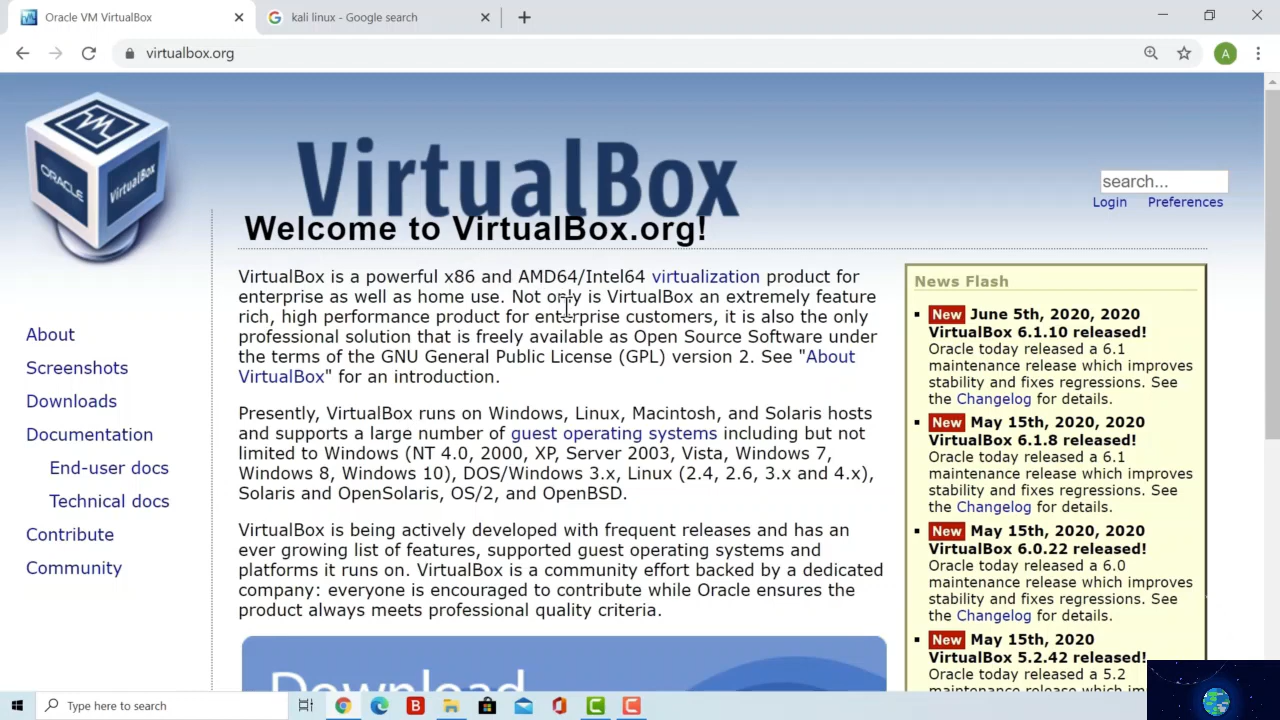 Oracle VM VirtualBox
kali linux - Google search
virtualbox.org
A
ORACLE
VirtualBox
VirtualBox
search...
Login Preferences
Welcome to VirtualBox.org!
About
Screenshots
Downloads
Documentation
End-user docs
Technical docs
Contribute
Community
VirtualBox is a powerful x86 and AMD64/Intel64 virtualization product for
enterprise as well as home use. Not only is VirtualBox an extremely feature
rich, high performance product for enterprise customers, it is also the only
professional solution that is freely available as Open Source Software under
the terms of the GNU General Public License (GPL) version 2. See "About
VirtualBox" for an introduction.
Presently, VirtualBox runs on Windows, Linux, Macintosh, and Solaris hosts
and supports a large number of guest operating systems including but not
limited to Windows (NT 4.0, 2000, XP, Server 2003, Vista, Windows 7,
Windows 8, Windows 10), DOS/Windows 3.x, Linux (2.4, 2.6, 3.x and 4.x),
Solaris and OpenSolaris, OS/2, and OpenBSD.
VirtualBox is being actively developed with frequent releases and has an
ever growing list of features, supported guest operating systems and
platforms it runs on. VirtualBox is a community effort backed by a dedicated
company: everyone is encouraged to contribute while Oracle ensures the
product always meets professional quality criteria.
Download
News Flash
New June 5th, 2020, 2020
VirtualBox 6.1.10 released!
Oracle today released a 6.1
maintenance release which improves
stability and fixes regressions. See
the Changelog for details.
New May 15th, 2020, 2020
VirtualBox 6.1.8 released!
Oracle today released a 6.1
maintenance release which improves
stability and fixes regressions. See
the Changelog for details.
New May 15th, 2020, 2020
VirtualBox 6.0.22 released!
Oracle today released a 6.0
maintenance release which improves
stability and fixes regressions. See
the Changelog for details.
New May 15th, 2020
VirtualBox 5.2.42 released!
Oracle today released a 5.2
maintenance release which improves
Type here to search
B